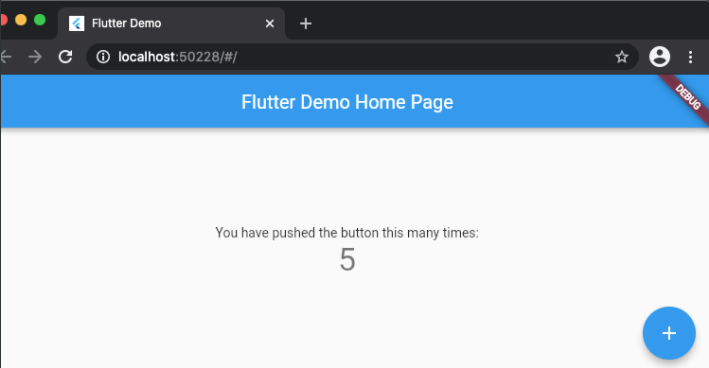 Flutter Demo
localhost:50228/#/
Flutter Demo Home Page
DEBUG
You have pushed the button this many times:
5